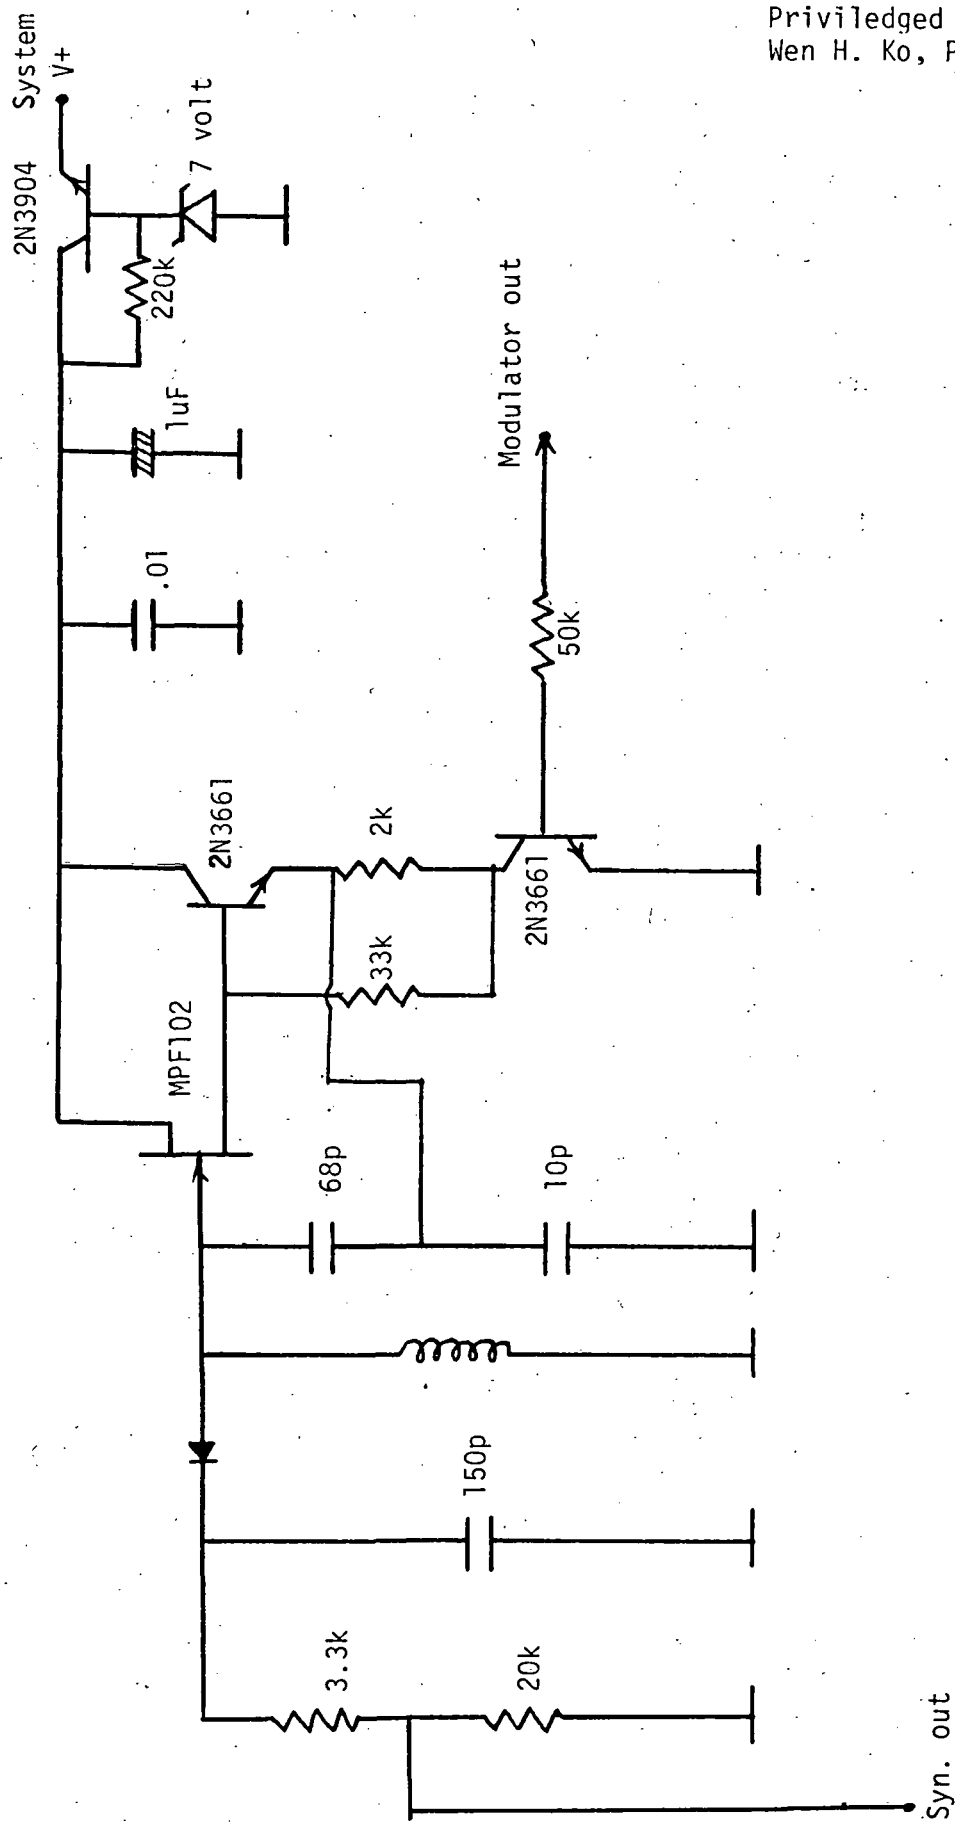 Priviledged
Wen H. Ko, P
System
V+
2N3904
7 volt
220k
1uF
.01
Modulator out
50k
2N3661
2k
2N3661
33k
MPF102
68p
10p
150p
3.3k
20k
Syn. out